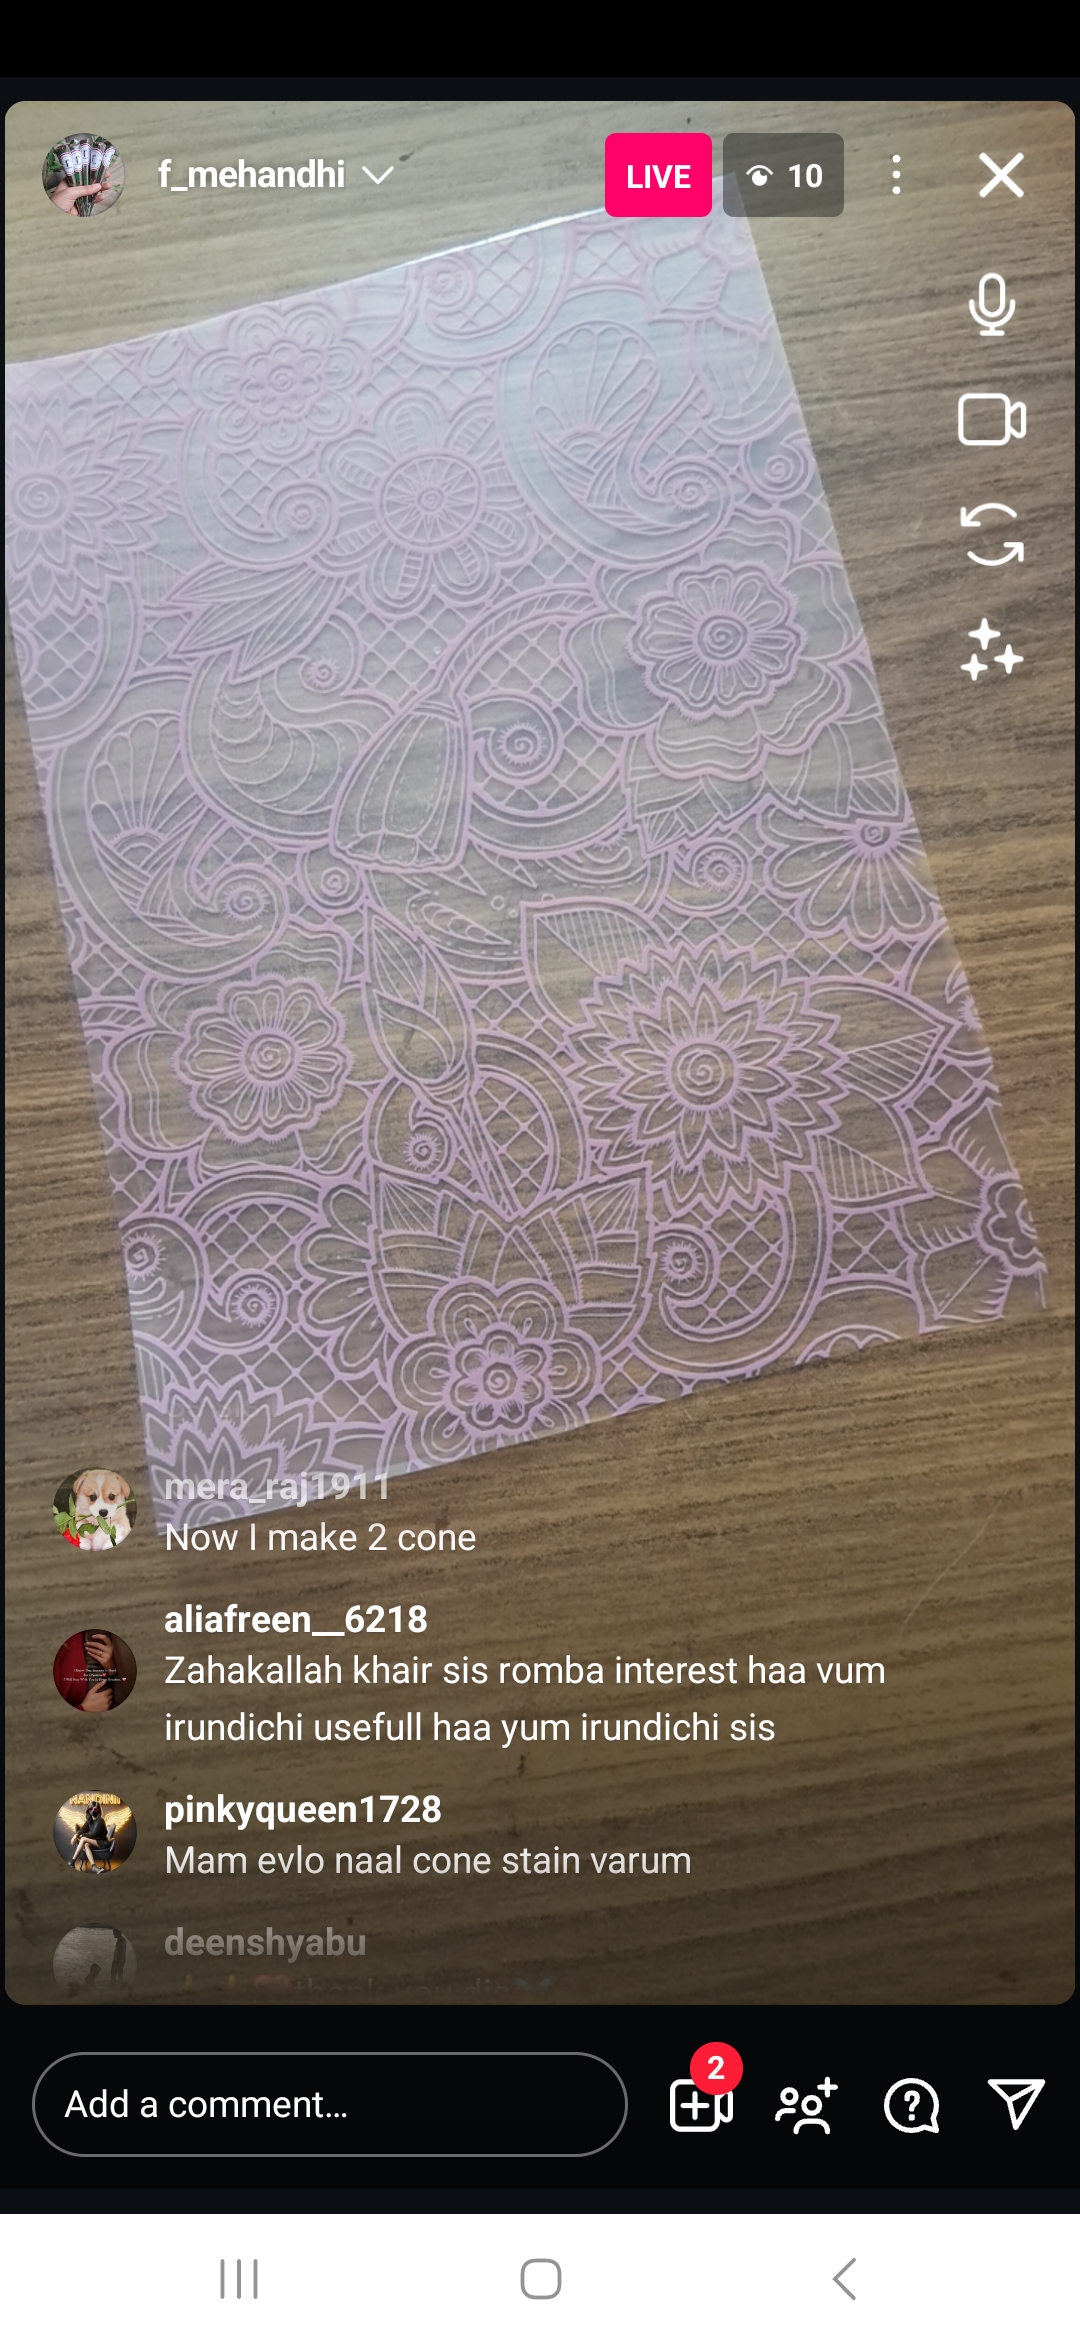 f_mehandhi
LIVE
10
mera_raj1911
Now I make 2 cone
aliafreen__6218
Zahakallah khair sis romba interest haa vum
irundichi usefull haa yum irundichi sis
pinkyqueen1728
Mam evlo naal cone stain varum
deenshyabu
Add a comment…
2